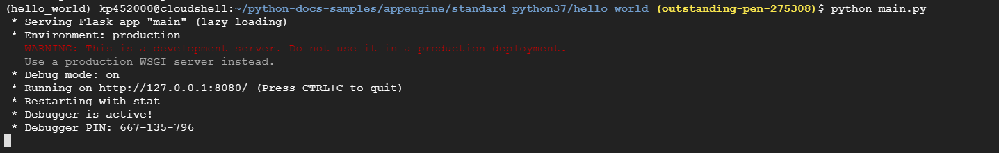 (hello_world) kp452000@cloudshell:~/python-docs-samples/appengine/standard_python37/hello_world (outstanding-pen-275308)$ python main.py
* Serving Flask app "main" (lazy loading)
* Environment: production
WARNING: This is a development server. Do not use it in a production deployment.
Use a production WSGI server instead.
* Debug mode: on
* Running on http://127.0.0.1:8080/ (Press CTRL+C to quit)
* Restarting with stat
* Debugger is active!
* Debugger PIN: 667-135-796